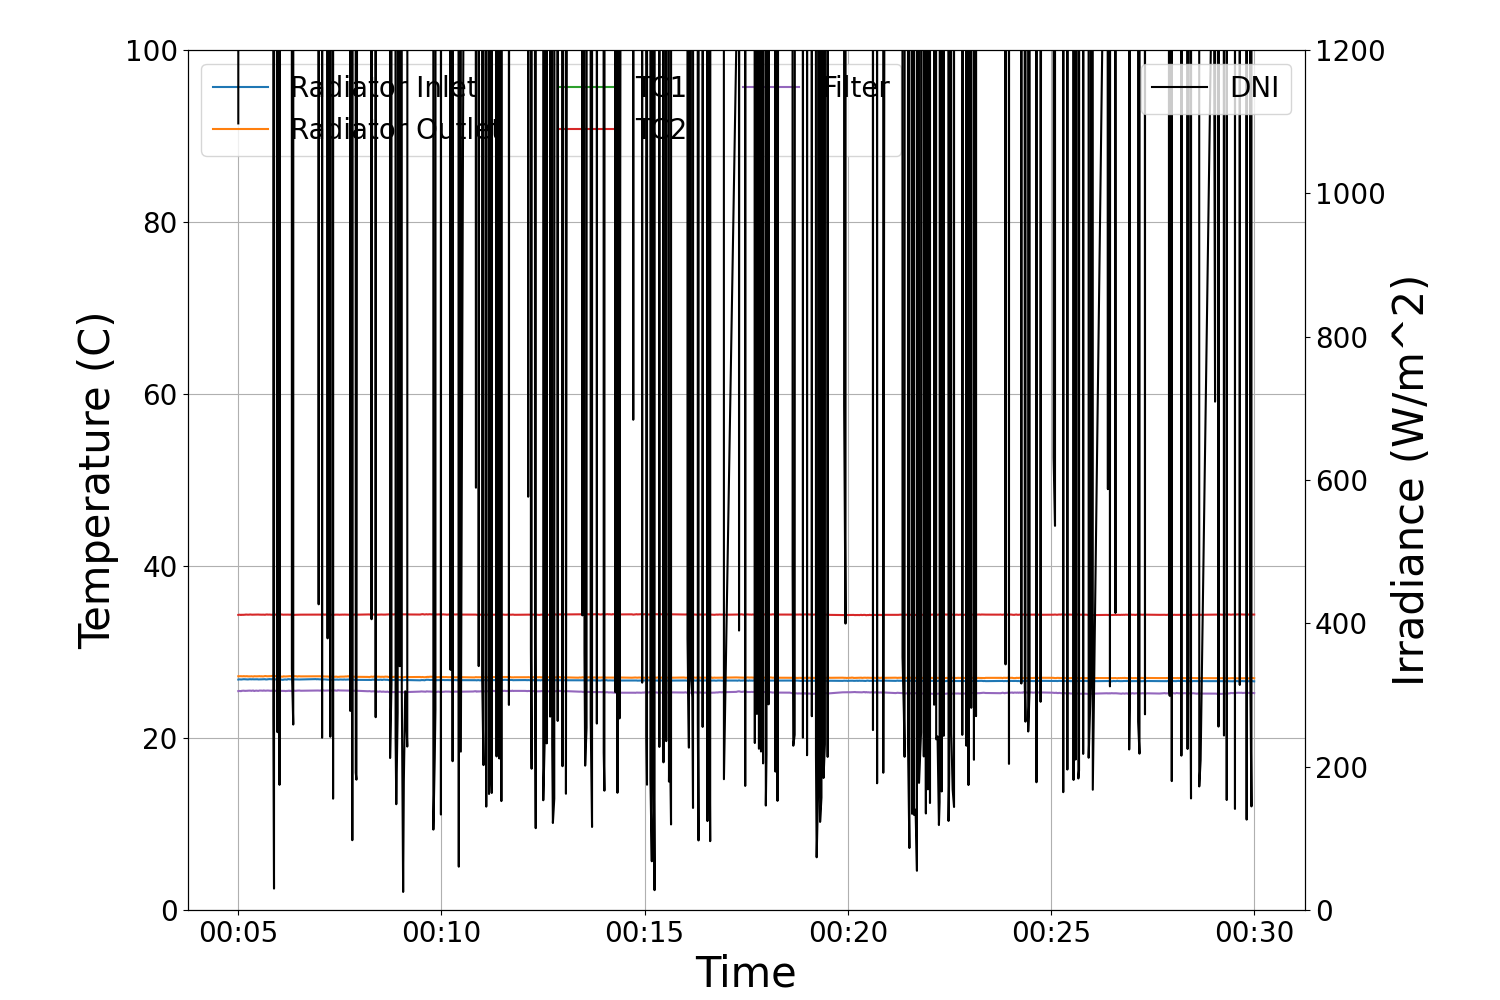 100
80
60
40
20
0
Temperature (C)
Radiator Inlet
Radiator Outlet
TC1
TC2
Filter
DNI
1200
1000
800
600
400
200
0
Irradiance (W/m^2)
00:05 00:10 00:15 00:20 00:25 00:30
Time